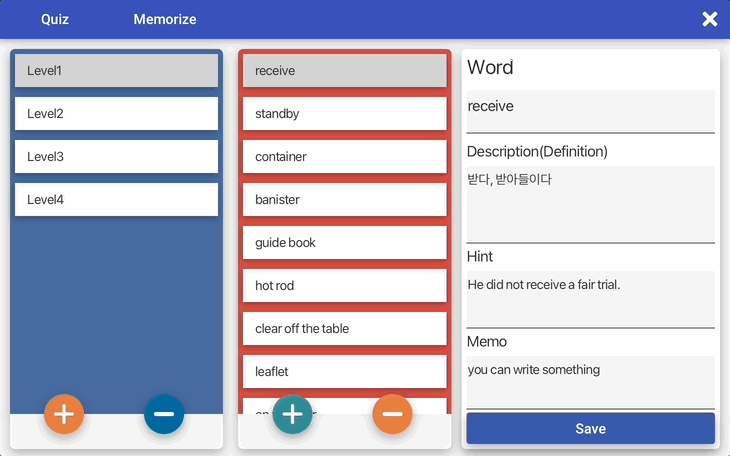 Quiz
Memorize
Level1
Level2
Level3
Level4
receive
standby
container
banister
guide book
hot rod
clear off the table
leaflet
Word
receive
Description(Definition)
받다, 받아들이다
Hint
He did not receive a fair trial.
Memo
you can write something
Save